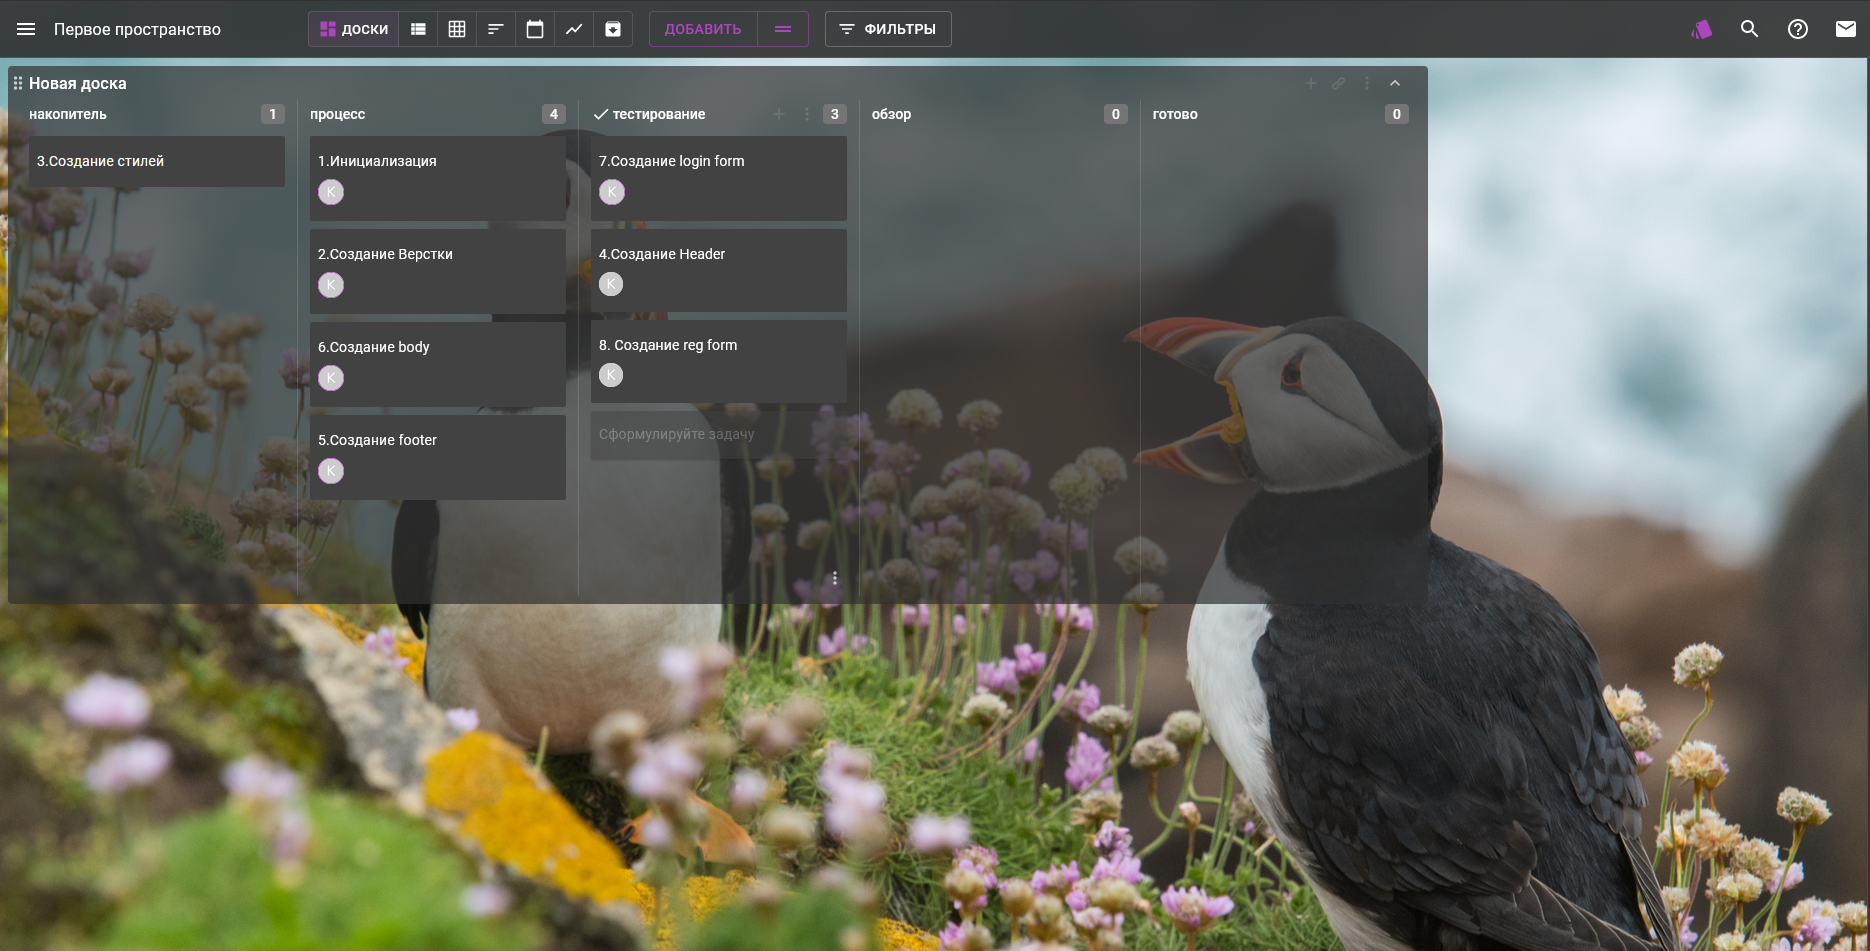 Первое пространство
ДОСКИ
ДОБАВИТЬ
ФИЛЬТРЫ
Новая доска
накопитель 1
3.Создание стилей
процесс 4
1.Инициализация
K
2.Создание Верстки
K
6.Создание body
K
5.Создание footer
K
тестирование 3
7.Создание login form
K
4.Создание Header
K
8. Создание reg form
K
Сформулируйте задачу
обзор 0
готово 0